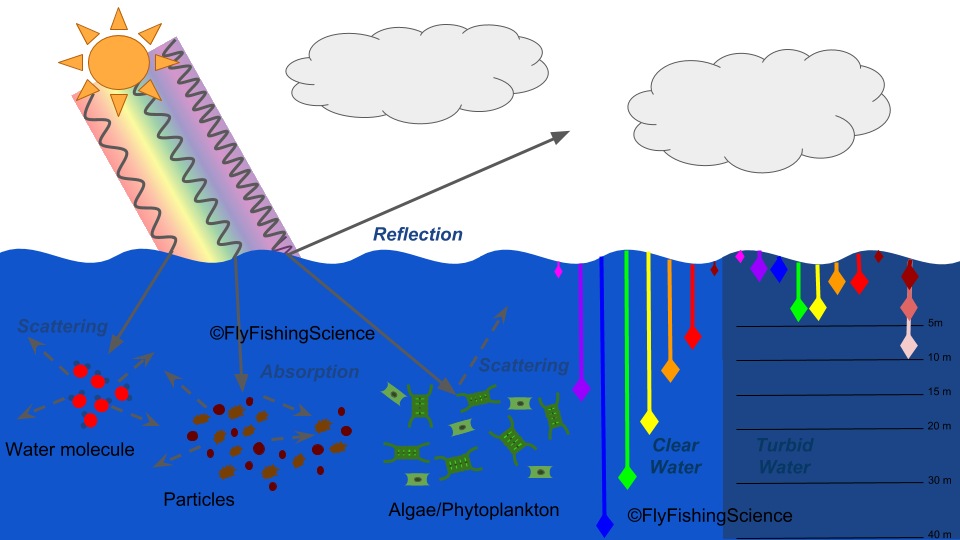 Reflection
Scattering
©FlyFishingScience
Absorption
Scattering
Water molecule
Particles
Algae/Phytoplankton
Clear
Water
Turbid
Water
©FlyFishingScience
5m
10 m
15 m
20 m
30 m
40 m